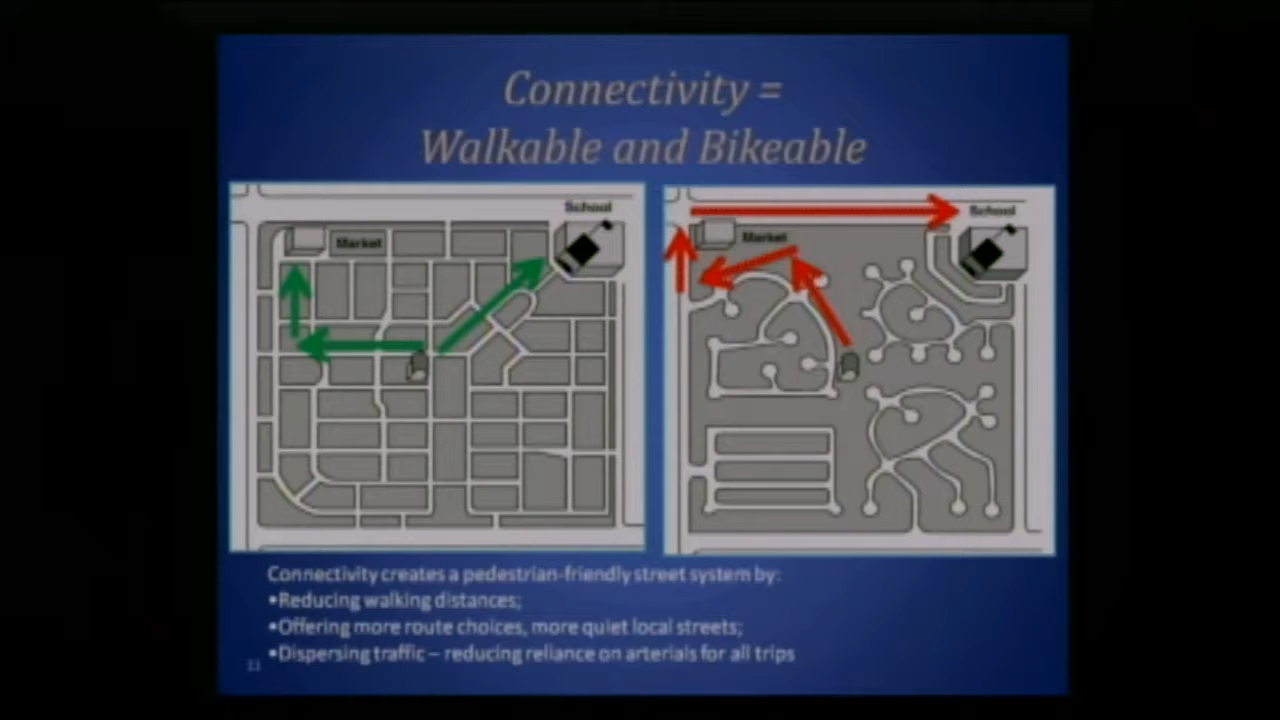 Connectivity =
Walkable and Bikeable
School
Market
School
Market
Connectivity creates a pedestrian-friendly street system by:
•Reducing walking distances;
•Offering more route choices, more quiet local streets;
•Dispersing traffic – reducing reliance on arterials for all trips